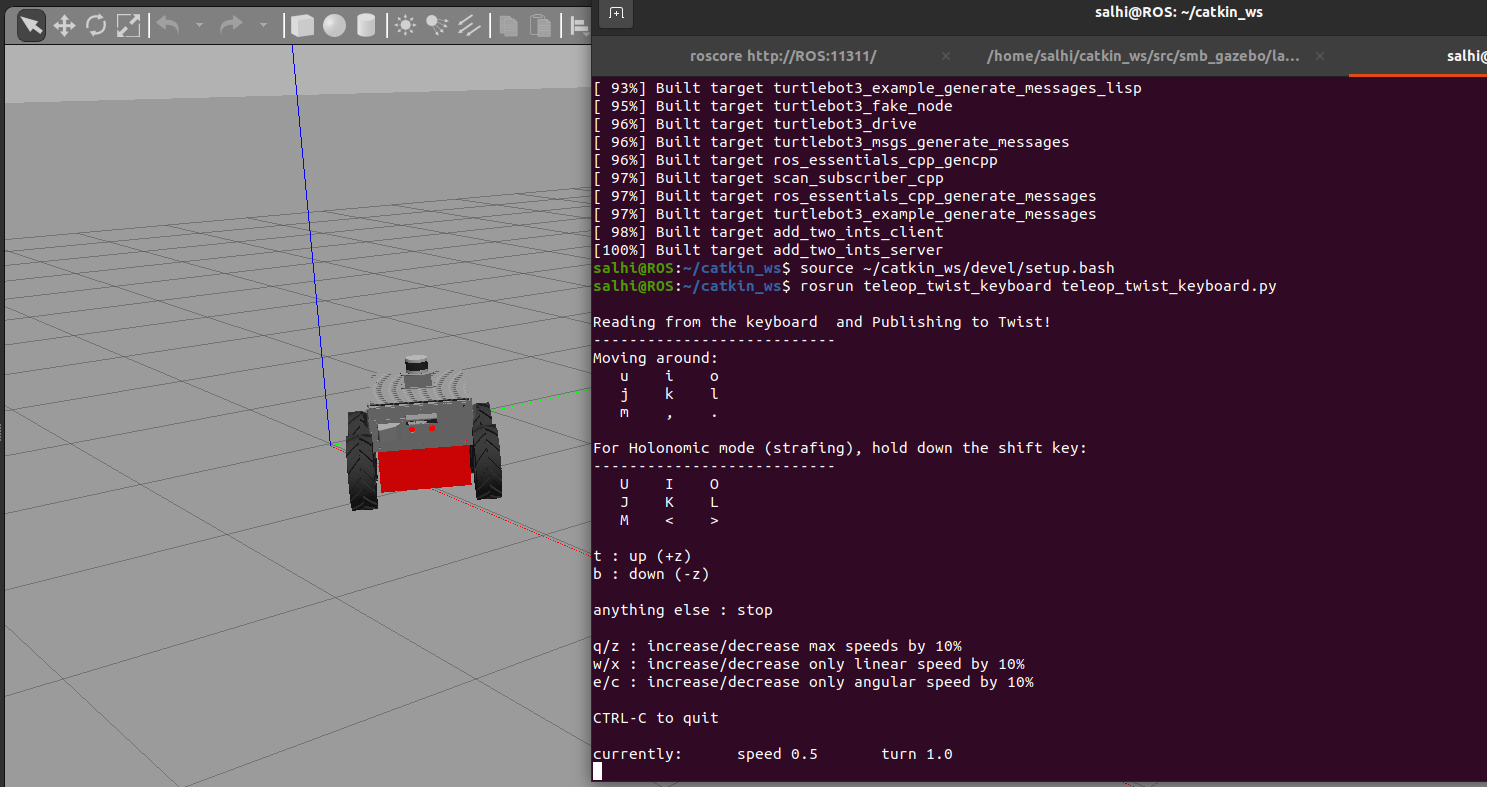 salhi@ROS: ~/catkin_ws
roscore http://ROS:11311/ × /home/salhi/catkin_ws/src/smb_gazebo/la... × salhi@
[ 93%] Built target turtlebot3_example_generate_messages_lisp
[ 95%] Built target turtlebot3_fake_node
[ 96%] Built target turtlebot3_drive
[ 96%] Built target turtlebot3_msgs_generate_messages
[ 96%] Built target ros_essentials_cpp_gencpp
[ 97%] Built target scan_subscriber_cpp
[ 97%] Built target ros_essentials_cpp_generate_messages
[ 97%] Built target turtlebot3_example_generate_messages
[ 98%] Built target add_two_ints_client
[100%] Built target add_two_ints_server
salhi@ROS:~/catkin_ws$ source ~/catkin_ws/devel/setup.bash
salhi@ROS:~/catkin_ws$ rosrun teleop_twist_keyboard teleop_twist_keyboard.py
Reading from the keyboard  and Publishing to Twist!
---------------------------
Moving around:
   u    i    o
   j    k    l
   m    ,    .
For Holonomic mode (strafing), hold down the shift key:
---------------------------
   U    I    O
   J    K    L
   M    <    >
t : up (+z)
b : down (-z)
anything else : stop
q/z : increase/decrease max speeds by 10%
w/x : increase/decrease only linear speed by 10%
e/c : increase/decrease only angular speed by 10%
CTRL-C to quit
currently:	speed 0.5	turn 1.0